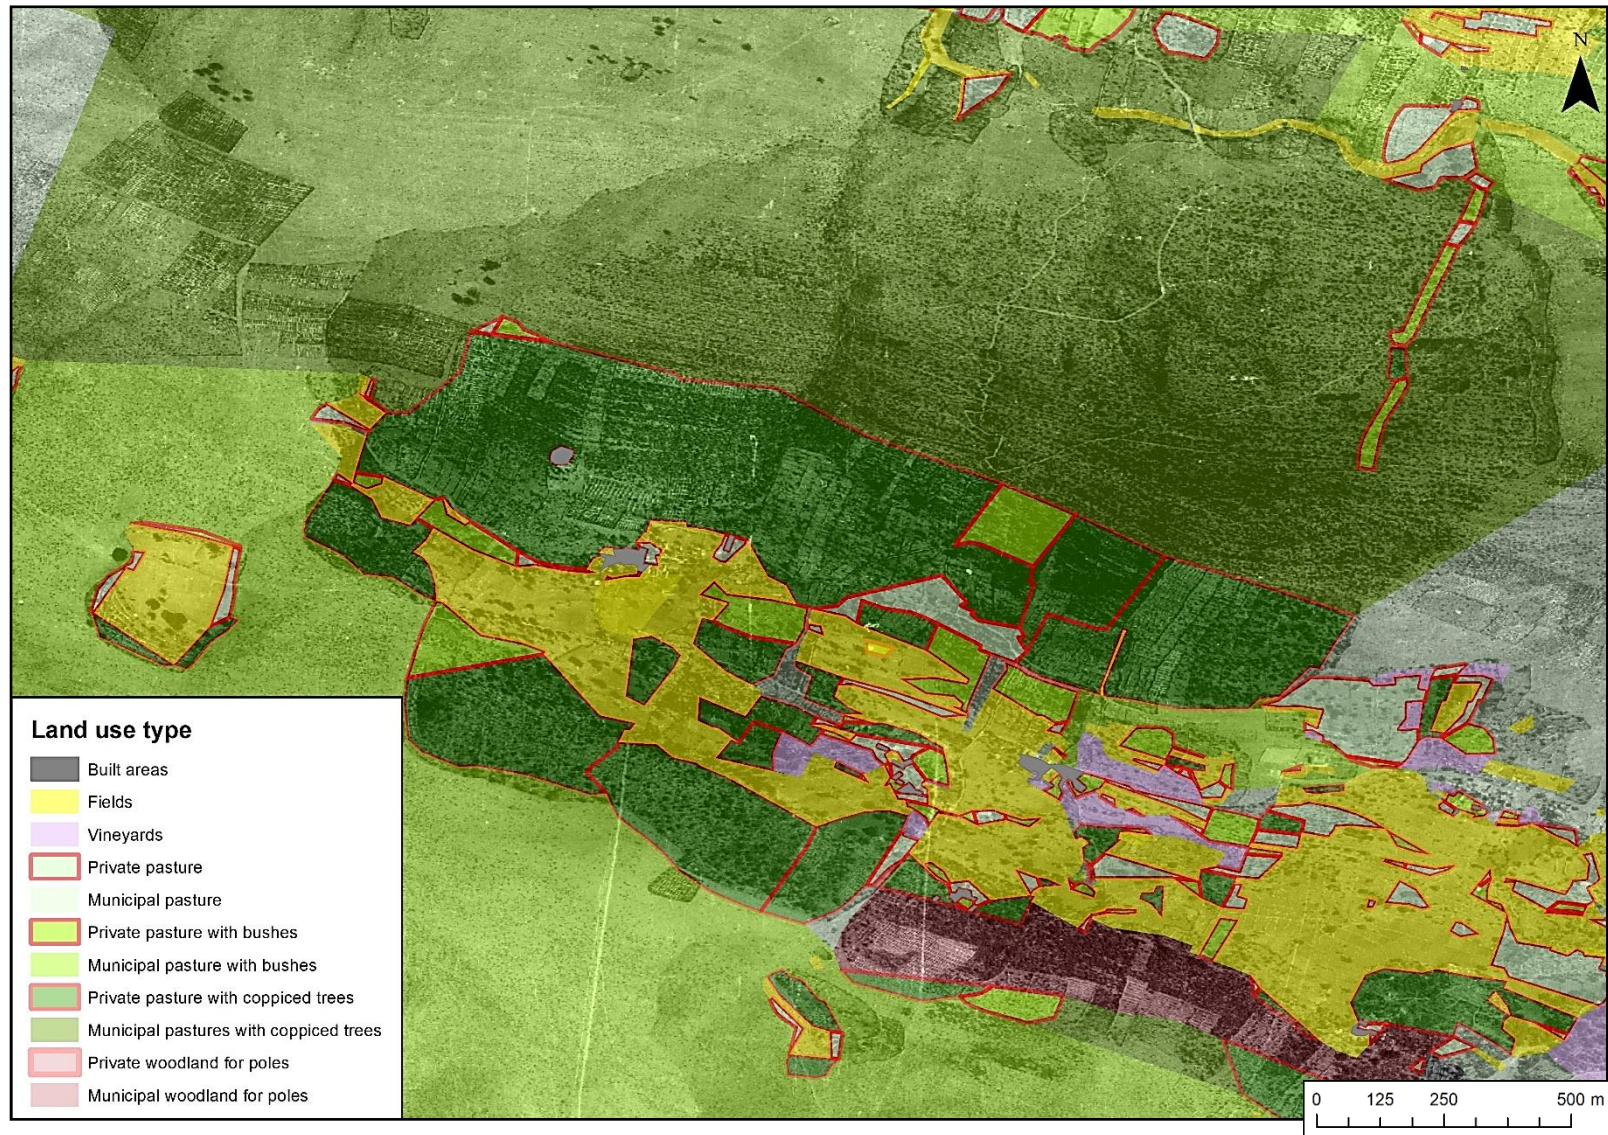 N
Land use type
Built areas
Fields
Vineyards
Private pasture
Municipal pasture
Private pasture with bushes
Municipal pasture with bushes
Private pasture with coppiced trees
Municipal pastures with coppiced trees
Private woodland for poles
Municipal woodland for poles
0 125 250 500 m